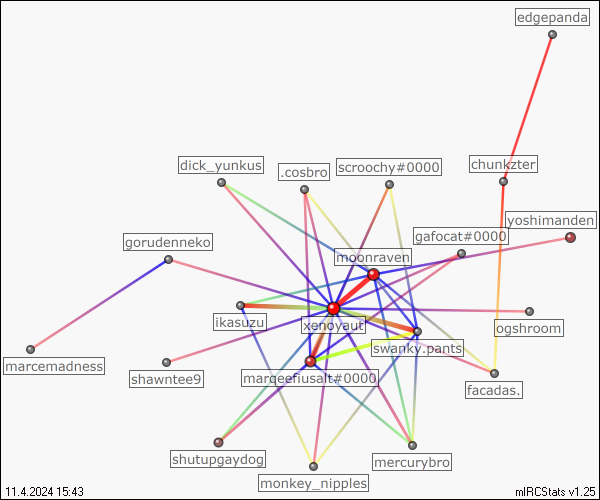 edgepanda
dick_yunkus
.cosbro
scroochy#0000
chunkzter
yoshimanden
gorudenneko
gafocat#0000
moonraven
ikasuzu
xenoyaut
ogshroom
swanky.pants
marcemadness
shawntee9
marqeefiusalt#0000
facadas.
shutupgaydog
mercurybro
monkey_nipples
11.4.2024 15:43
mIRCStats v1.25